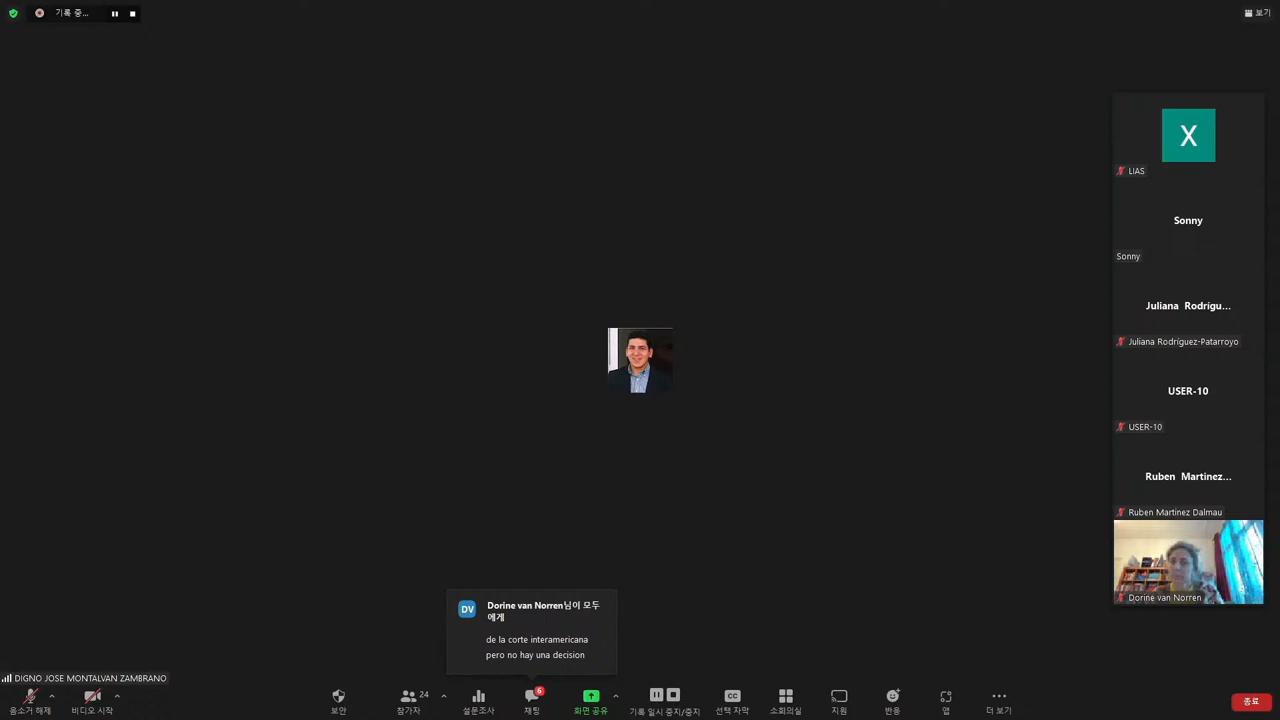 기록 중...
보기
X
LIAS
Sonny
Sonny
Juliana Rodrígu...
Juliana Rodríguez-Patarroyo
USER-10
USER-10
Ruben Martinez...
Ruben Martinez Dalmau
Dorine van Norren
DV
Dorine van Norren님이 모두
에게
de la corte interamericana
pero no hay una decision
DIGNO JOSE MONTALVAN ZAMBRANO
음소거 해제
비디오 시작
보안
24
참가자
설문조사
6
채팅
화면 공유
기록 일시 중지/중지
CC
선택 자막
소회의실
지원
반응
앱
더 보기
종료